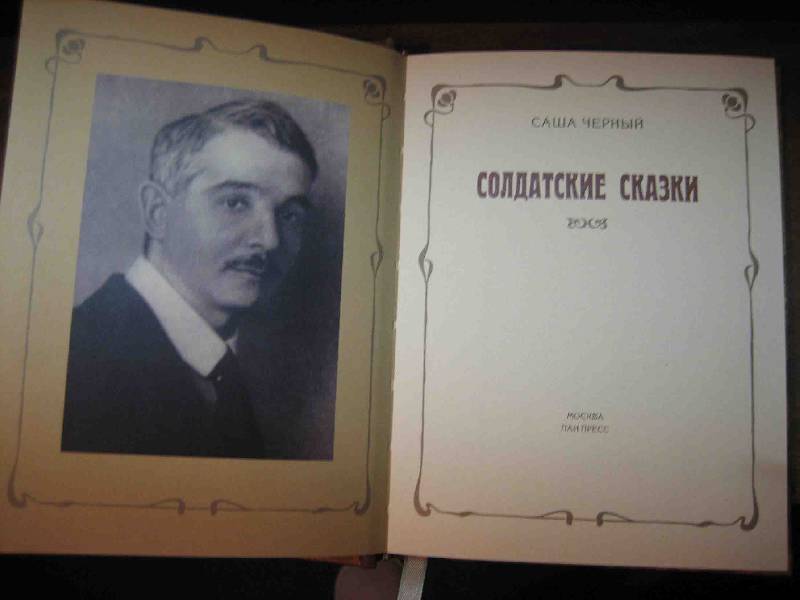 САША ЧЕРНЫЙ
СОЛДАТСКИЕ СКАЗКИ
МОСКВА
ПАН ПРЕСС